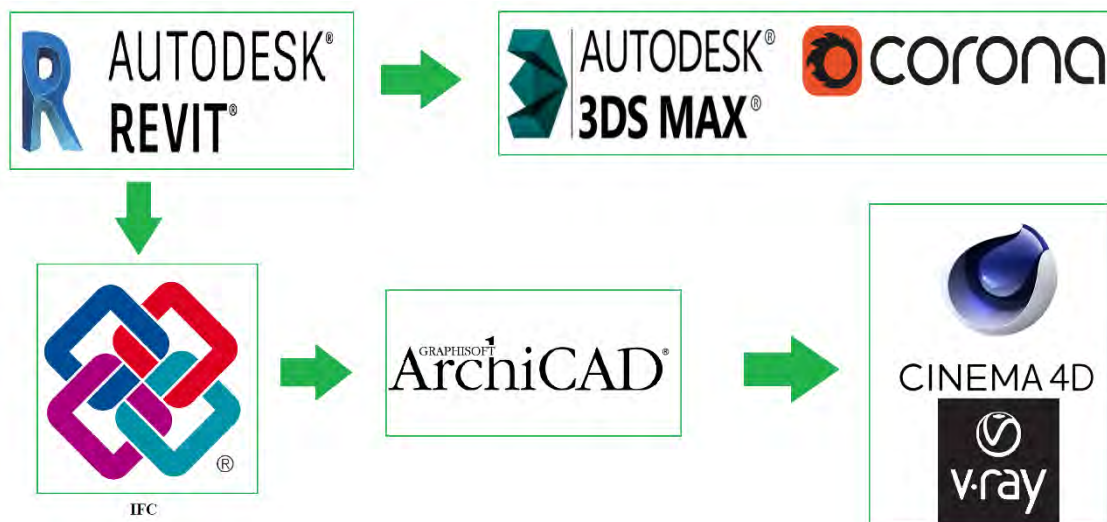 AUTODESK®
REVIT®
AUTODESK®
3DS MAX®
corona
®
IFC
GRAPHISOFT
ArchiCAD®
CINEMA 4D
v·ray